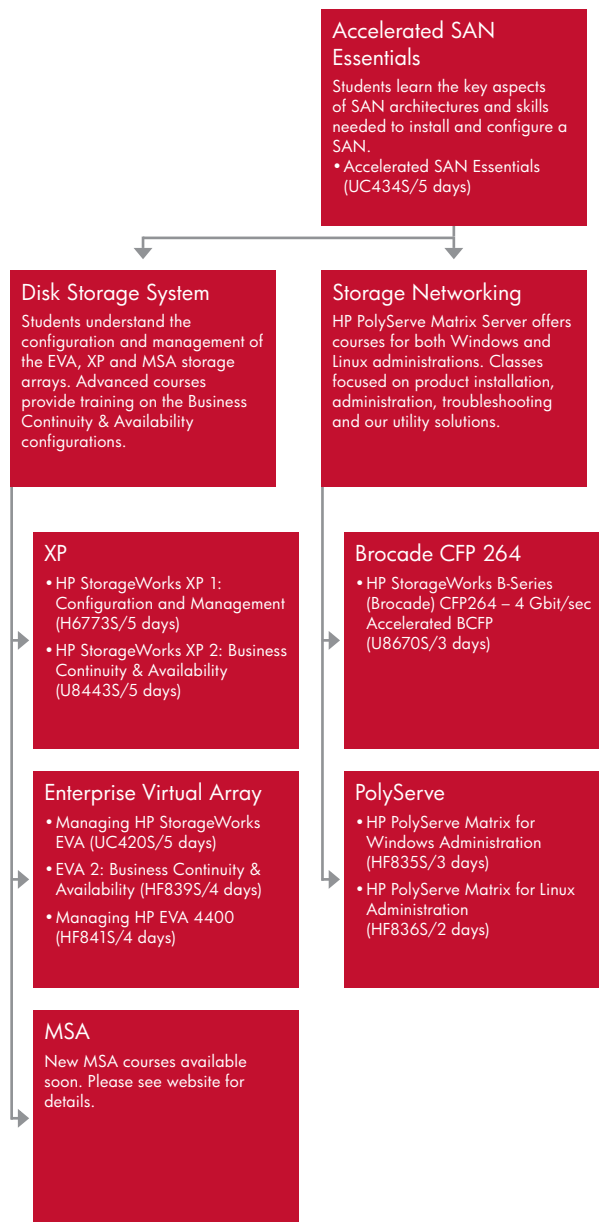 Accelerated SAN
Essentials
Students learn the key aspects
of SAN architectures and skills
needed to install and configure a
SAN.
• Accelerated SAN Essentials
(UC434S/5 days)
Disk Storage System
Students understand the
configuration and management of
the EVA, XP and MSA storage
arrays. Advanced courses
provide training on the Business
Continuity & Availability
configurations.
Storage Networking
HP PolyServe Matrix Server offers
courses for both Windows and
Linux administrations. Classes
focused on product installation,
administration, troubleshooting
and our utility solutions.
XP
• HP StorageWorks XP 1:
Configuration and Management
(H6773S/5 days)
• HP StorageWorks XP 2: Business
Continuity & Availability
(U8443S/5 days)
Brocade CFP 264
• HP StorageWorks B-Series
(Brocade) CFP264 – 4 Gbit/sec
Accelerated BCFP
(U8670S/3 days)
Enterprise Virtual Array
• Managing HP StorageWorks
EVA (UC420S/5 days)
• EVA 2: Business Continuity &
Availability (HF839S/4 days)
• Managing HP EVA 4400
(HF841S/4 days)
PolyServe
• HP PolyServe Matrix for
Windows Administration
(HF835S/3 days)
• HP PolyServe Matrix for Linux
Administration
(HF836S/2 days)
MSA
New MSA courses available
soon. Please see website for
details.